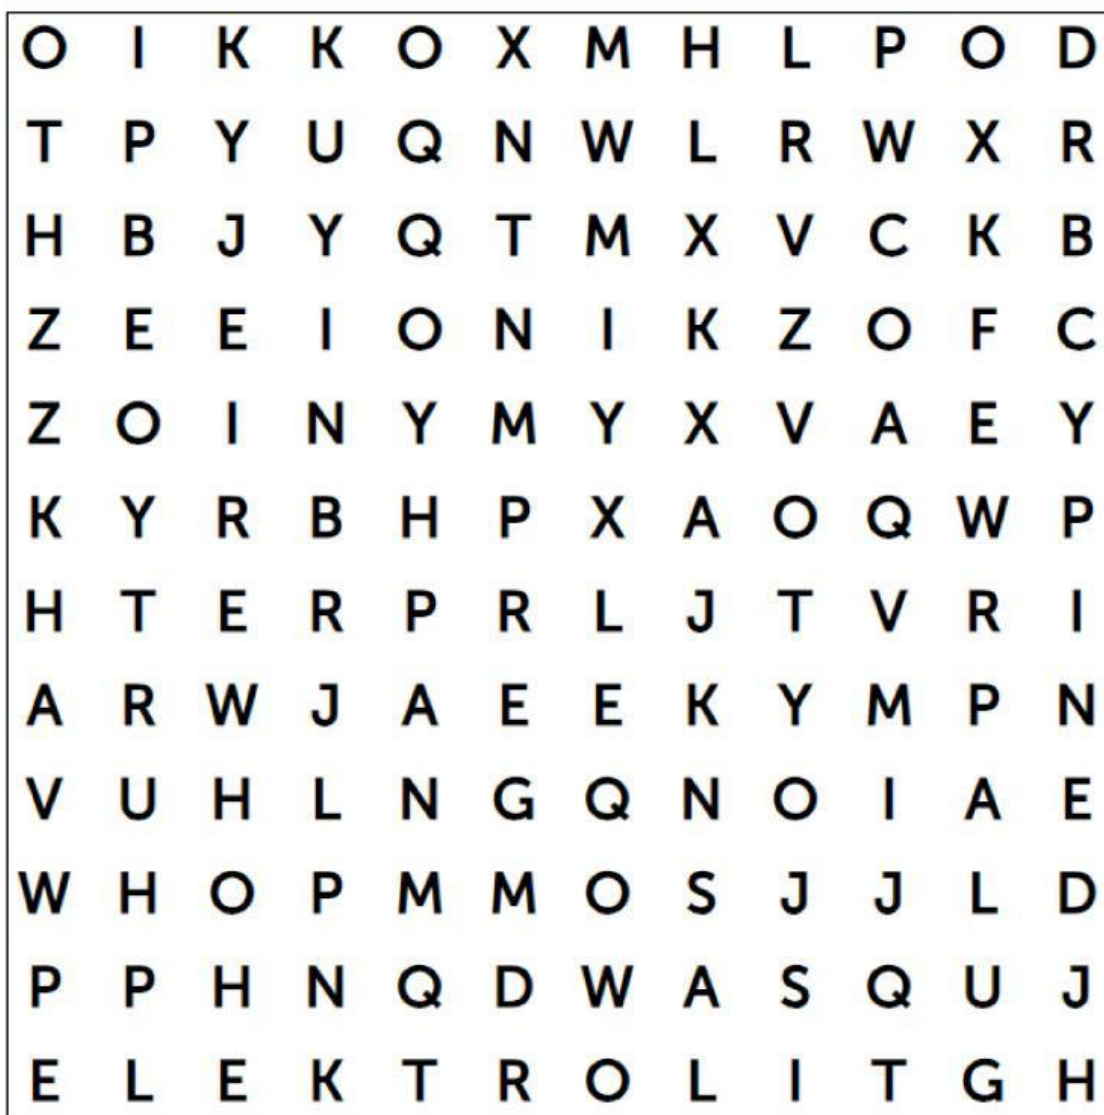 O I K K O X M H L P O D
T P Y U Q N W L R W X R
H B J Y Q T M X V C K B
Z E E I O N I K Z O F C
Z O I N Y M Y X V A E Y
K Y R B H P X A O Q W P
H T E R P R L J T V R I
A R W J A E E K Y M P N
V U H L N G Q N O I A E
W H O P M M O S J J L D
P P H N Q D W A S Q U J
E L E K T R O L I T G H